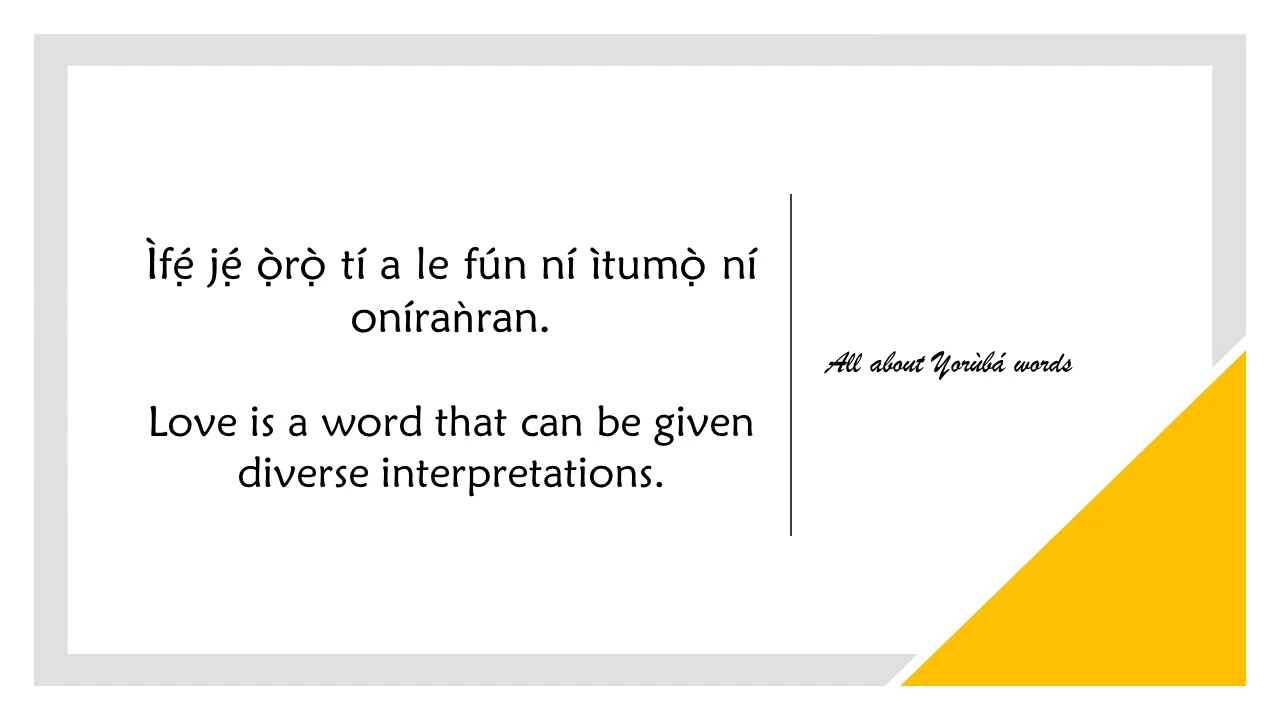 Ìfẹ́ jẹ́ ọ̀rọ̀ tí a le fún ní ìtumọ̀ ní
oníraǹran.
Love is a word that can be given
diverse interpretations.
All about Yorùbá words